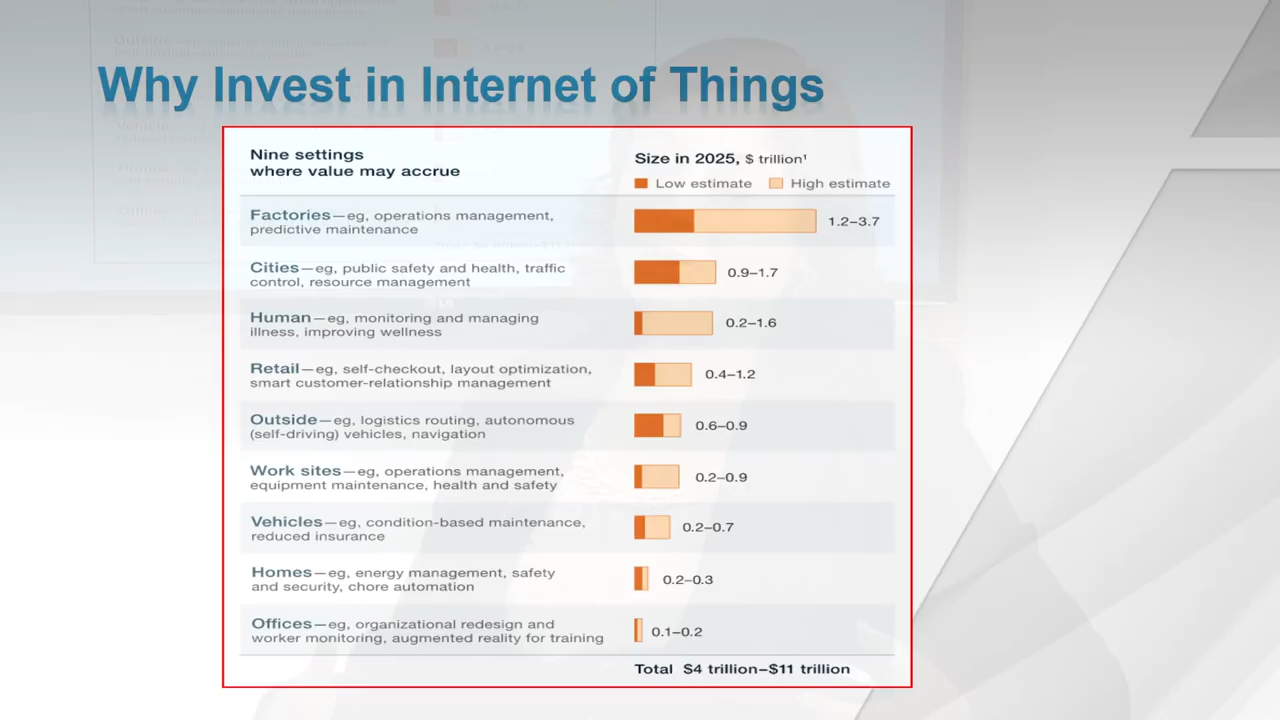 Why Invest in Internet of Things
Nine settings
where value may accrue
Size in 2025, $ trillion¹
Low estimate High estimate
Factories—eg, operations management,
predictive maintenance
1.2–3.7
Cities—eg, public safety and health, traffic
control, resource management
0.9–1.7
Human—eg, monitoring and managing
illness, improving wellness
0.2–1.6
Retail—eg, self-checkout, layout optimization,
smart customer-relationship management
0.4–1.2
Outside—eg, logistics routing, autonomous
(self-driving) vehicles, navigation
0.6–0.9
Work sites—eg, operations management,
equipment maintenance, health and safety
0.2–0.9
Vehicles—eg, condition-based maintenance,
reduced insurance
0.2–0.7
Homes—eg, energy management, safety
and security, chore automation
0.2–0.3
Offices—eg, organizational redesign and
worker monitoring, augmented reality for training
0.1–0.2
Total $4 trillion–$11 trillion